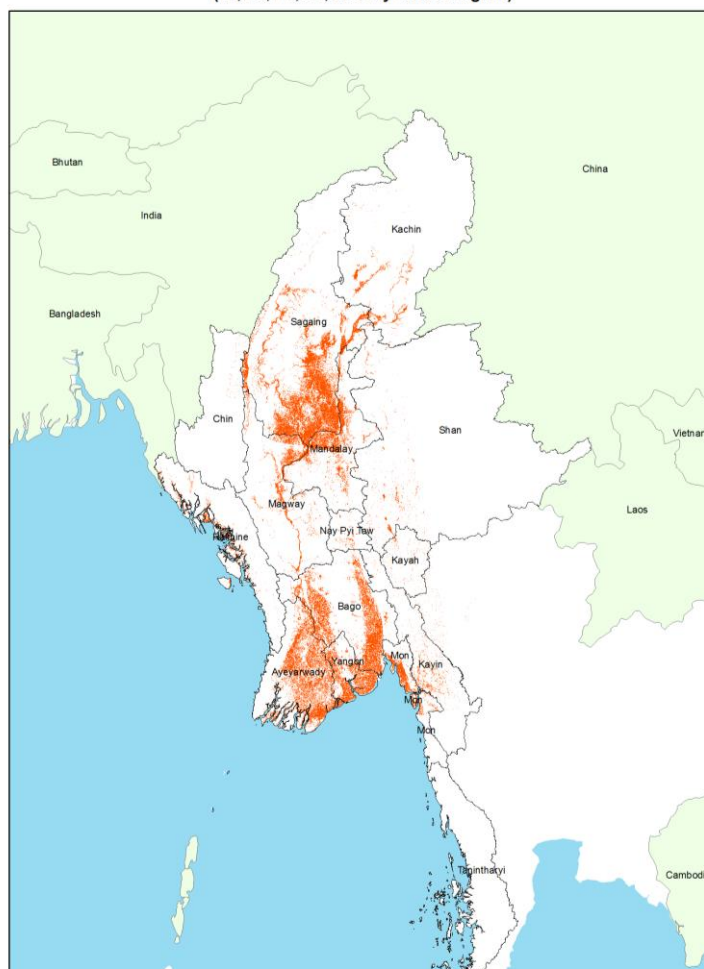 Bhutan
China
India
Kachin
Bangladesh
Sagaing
Chin
Shan
Vietnam
Mandalay
Magway
Laos
Nay Pyi Taw
Kayah
Bago
Yangon
Mon
Kayin
Ayeyarwady
Mon
Mon
Tanintharyi
Cambodi